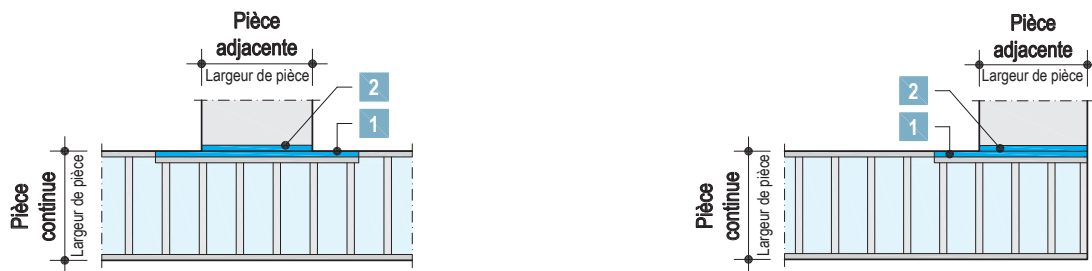 Pièce
adjacente
Largeur de pièce
2
1
Pièce
continue
Largeur de pièce
Pièce
adjacente
Largeur de pièce
2
1
Pièce
continue
Largeur de pièce